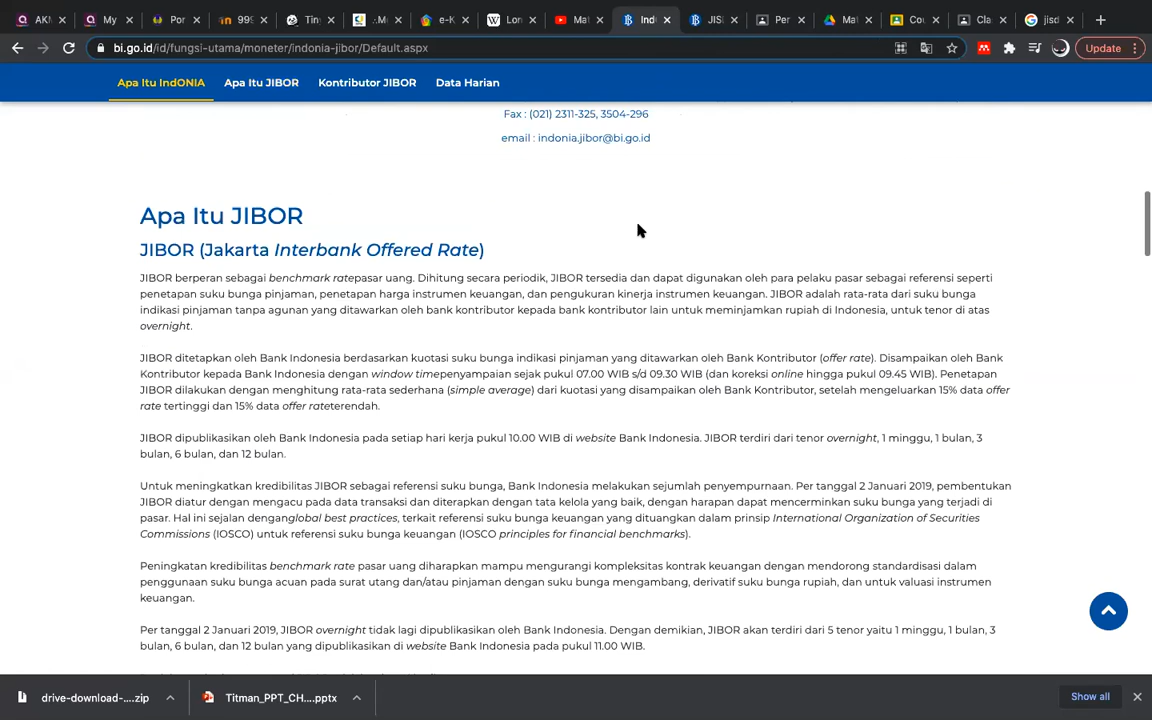 AKI
My
Por
999
Tin
.:M
e-K
Lon
Mat
Ind
JISI
Per
Mat
Cou
Cla
jisd
bi.go.id/id/fungsi-utama/moneter/indonia-jibor/Default.aspx
Update
Apa Itu IndONIA
Apa Itu JIBOR
Kontributor JIBOR
Data Harian
Fax : (021) 2311-325, 3504-296
email : indonia.jibor@bi.go.id
Apa Itu JIBOR
JIBOR (Jakarta Interbank Offered Rate)
JIBOR berperan sebagai benchmark ratepasar uang. Dihitung secara periodik, JIBOR tersedia dan dapat digunakan oleh para pelaku pasar sebagai referensi seperti
penetapan suku bunga pinjaman, penetapan harga instrumen keuangan, dan pengukuran kinerja instrumen keuangan. JIBOR adalah rata-rata dari suku bunga
indikasi pinjaman tanpa agunan yang ditawarkan oleh bank kontributor kepada bank kontributor lain untuk meminjamkan rupiah di Indonesia, untuk tenor di atas
overnight.
JIBOR ditetapkan oleh Bank Indonesia berdasarkan kuotasi suku bunga indikasi pinjaman yang ditawarkan oleh Bank Kontributor (offer rate). Disampaikan oleh Bank
Kontributor kepada Bank Indonesia dengan window timepenyampaian sejak pukul 07.00 WIB s/d 09.30 WIB (dan koreksi online hingga pukul 09.45 WIB). Penetapan
JIBOR dilakukan dengan menghitung rata-rata sederhana (simple average) dari kuotasi yang disampaikan oleh Bank Kontributor, setelah mengeluarkan 15% data offer
rate tertinggi dan 15% data offer rateterendah.
JIBOR dipublikasikan oleh Bank Indonesia pada setiap hari kerja pukul 10.00 WIB di website Bank Indonesia. JIBOR terdiri dari tenor overnight, 1 minggu, 1 bulan, 3
bulan, 6 bulan, dan 12 bulan.
Untuk meningkatkan kredibilitas JIBOR sebagai referensi suku bunga, Bank Indonesia melakukan sejumlah penyempurnaan. Per tanggal 2 Januari 2019, pembentukan
JIBOR diatur dengan mengacu pada data transaksi dan diterapkan dengan tata kelola yang baik, dengan harapan dapat mencerminkan suku bunga yang terjadi di
pasar. Hal ini sejalan denganglobal best practices, terkait referensi suku bunga keuangan yang dituangkan dalam prinsip International Organization of Securities
Commissions (IOSCO) untuk referensi suku bunga keuangan (IOSCO principles for financial benchmarks).
Peningkatan kredibilitas benchmark rate pasar uang diharapkan mampu mengurangi kompleksitas kontrak keuangan dengan mendorong standardisasi dalam
penggunaan suku bunga acuan pada surat utang dan/atau pinjaman dengan suku bunga mengambang, derivatif suku bunga rupiah, dan untuk valuasi instrumen
keuangan.
Per tanggal 2 Januari 2019, JIBOR overnight tidak lagi dipublikasikan oleh Bank Indonesia. Dengan demikian, JIBOR akan terdiri dari 5 tenor yaitu 1 minggu, 1 bulan, 3
bulan, 6 bulan, dan 12 bulan yang dipublikasikan di website Bank Indonesia pada pukul 11.00 WIB.
drive-download-....zip
Titman_PPT_CH....pptx
Show all